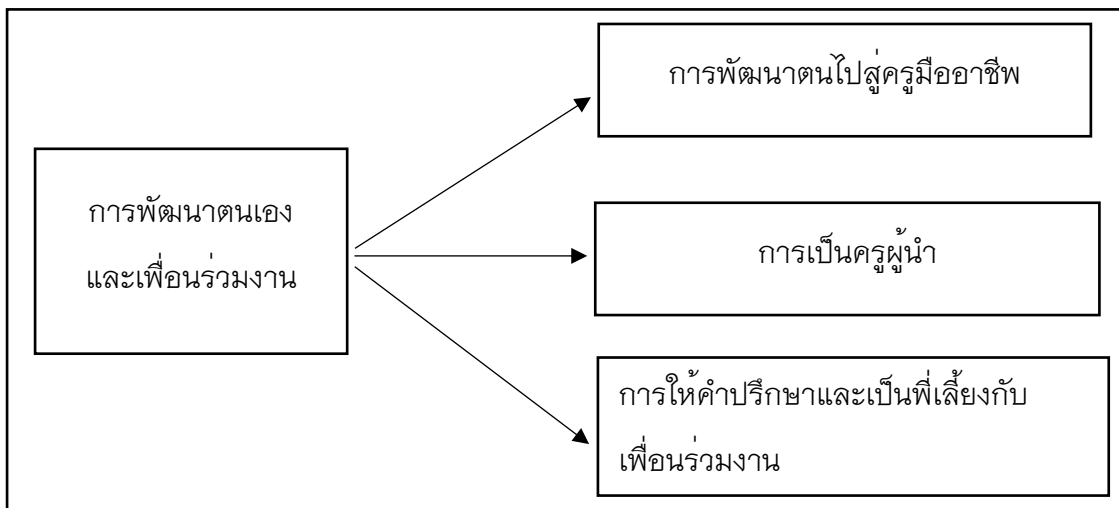 การพัฒนาตนเอง
และเพื่อนร่วมงาน
การพัฒนาตนไปสู่ครูมืออาชีพ
การเป็นครูผู้นำ
การให้คำปรึกษาและเป็นพี่เลี้ยงกับ
เพื่อนร่วมงาน